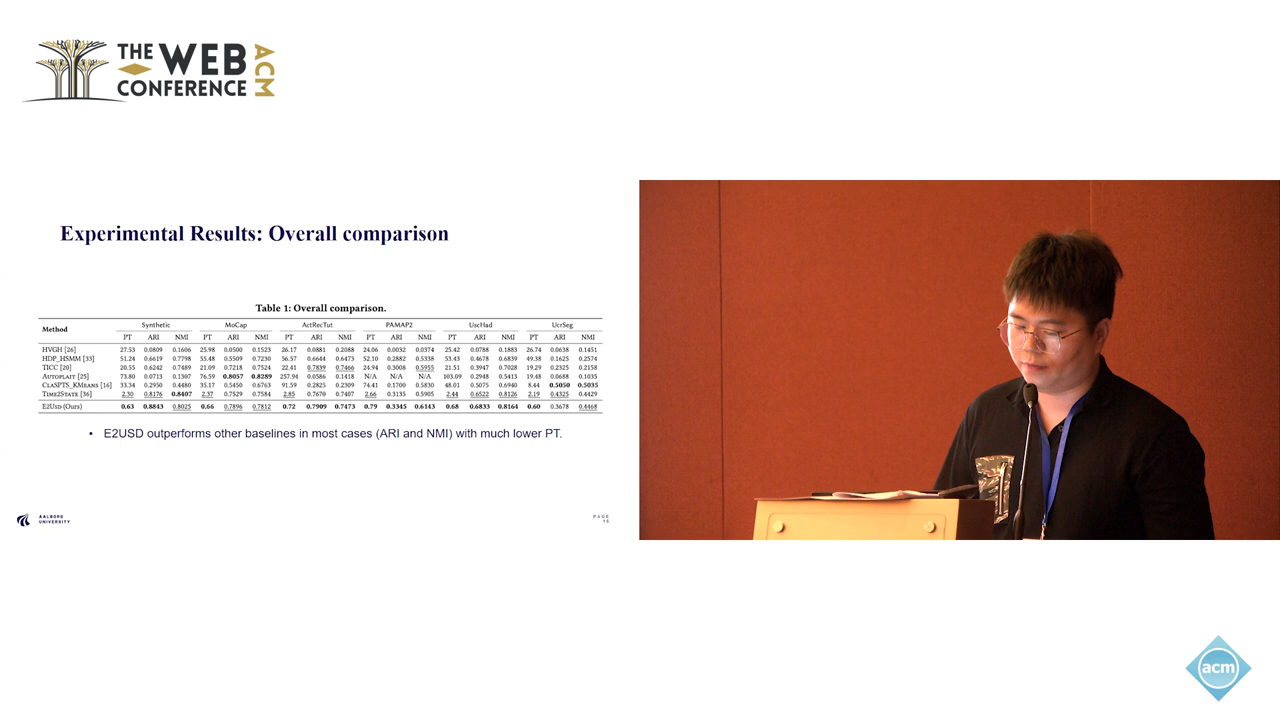 THE WEB CONFERENCE ACM
Experimental Results: Overall comparison
Table 1: Overall comparison.
Method Synthetic MoCap ActRecTut PAMAP2 UscHad UcrSeg
PT ARI NMI PT ARI NMI PT ARI NMI PT ARI NMI PT ARI NMI PT ARI NMI
HVGH [26] 27.53 0.0809 0.1606 25.98 0.0500 0.1523 26.17 0.0881 0.2088 24.06 0.0032 0.0374 25.42 0.0788 0.1883 26.74 0.0638 0.1451
HDP_HSMM [33] 51.24 0.6619 0.7798 55.48 0.5509 0.7230 56.57 0.6644 0.6473 52.10 0.2882 0.5338 53.43 0.4678 0.6839 49.38 0.1625 0.2574
TICC [20] 20.55 0.6242 0.7489 21.09 0.7218 0.7524 22.41 0.7839 0.7466 24.94 0.3008 0.5955 21.51 0.3947 0.7028 19.29 0.2325 0.2158
AUTOPLAIT [25] 73.80 0.0713 0.1307 76.59 0.8057 0.8289 257.94 0.0586 0.1418 N/A N/A N/A 103.09 0.2948 0.5413 19.48 0.0688 0.1035
CLASPTS_KMEANS [16] 33.34 0.2950 0.4480 35.17 0.5450 0.6763 91.59 0.2825 0.2309 74.41 0.1700 0.5830 48.01 0.5075 0.6940 8.44 0.5050 0.5035
TIME2STATE [36] 2.30 0.8176 0.8407 2.37 0.7529 0.7584 2.85 0.7670 0.7407 2.66 0.3135 0.5905 2.44 0.6522 0.8126 2.19 0.4325 0.4429
E2USD (Ours) 0.63 0.8843 0.8025 0.66 0.7896 0.7812 0.72 0.7909 0.7473 0.79 0.3345 0.6143 0.68 0.6833 0.8164 0.60 0.3678 0.4468
• E2USD outperforms other baselines in most cases (ARI and NMI) with much lower PT.
AALBORG UNIVERSITY
PAGE
15
acm